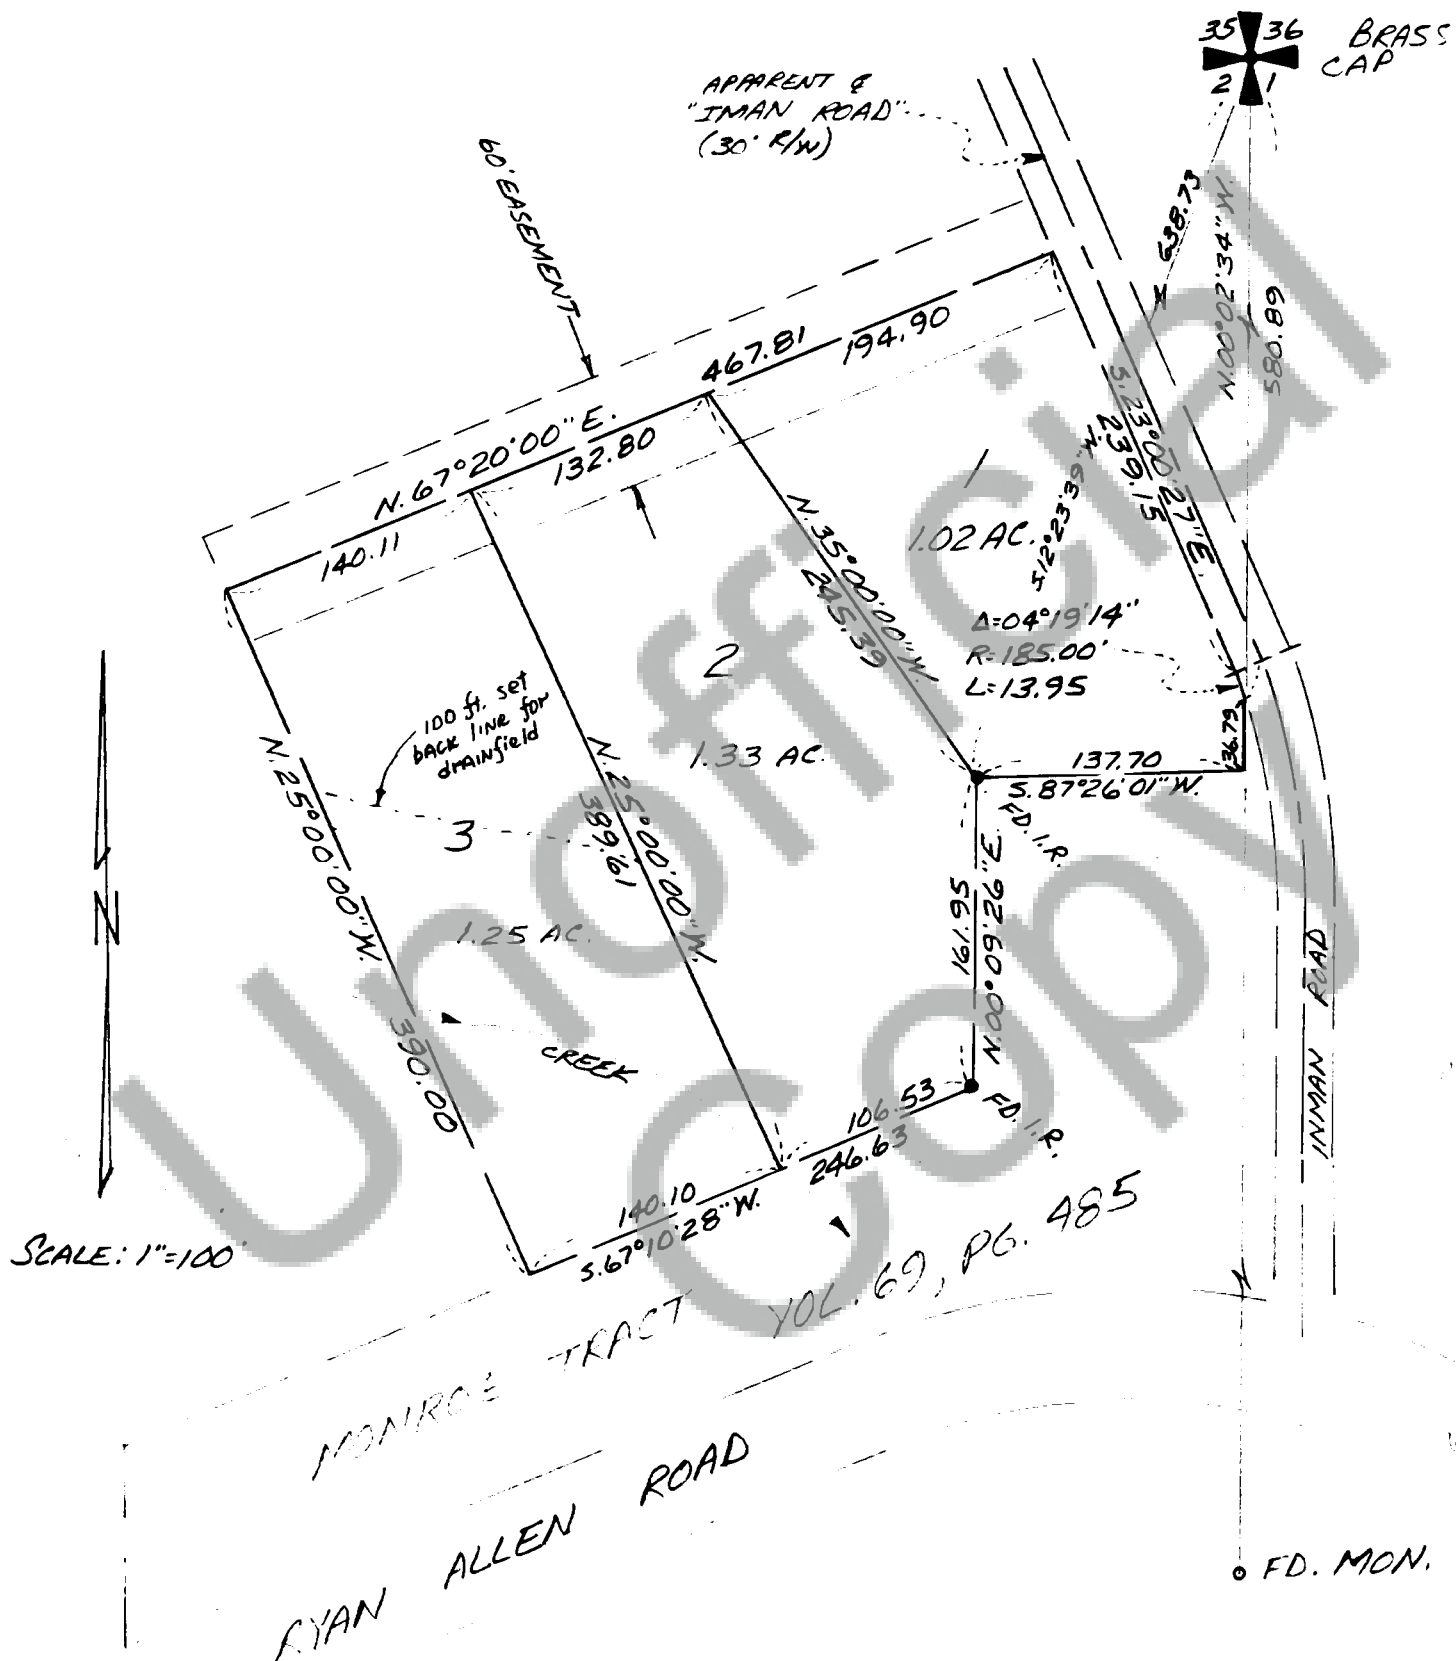 35 36 BRASS
CAP
2 1
APPARENT ℄
"IMAN ROAD"
(30' R/W)
60' EASEMENT
638.73
N.00°02'34"W.
580.89
467.81
194.90
N.67°20'00"E.
132.80
140.11
S.23°00'27"E.
239.15
S.12°23'39"W.
N.35°00'00"W.
245.39
1
1.02 AC.
Δ=04°19'14"
R=185.00'
L=13.95
2
1.33 AC.
100 ft. set
back line for
drainfield
N.25°00'00"W.
389.61
3
1.25 AC.
N.25°00'00"W.
390.00
137.70
S.87°26'01"W.
136.79
FD. I.R.
161.95
N.00°09'26"E.
N
CREEK
106.53
246.63
FD. I.R.
140.10
S.67°10'28"W.
INMAN ROAD
SCALE: 1"=100'
MONROE TRACT VOL. 69, PG. 485
RYAN ALLEN ROAD
FD. MON.
Unofficial
Copy